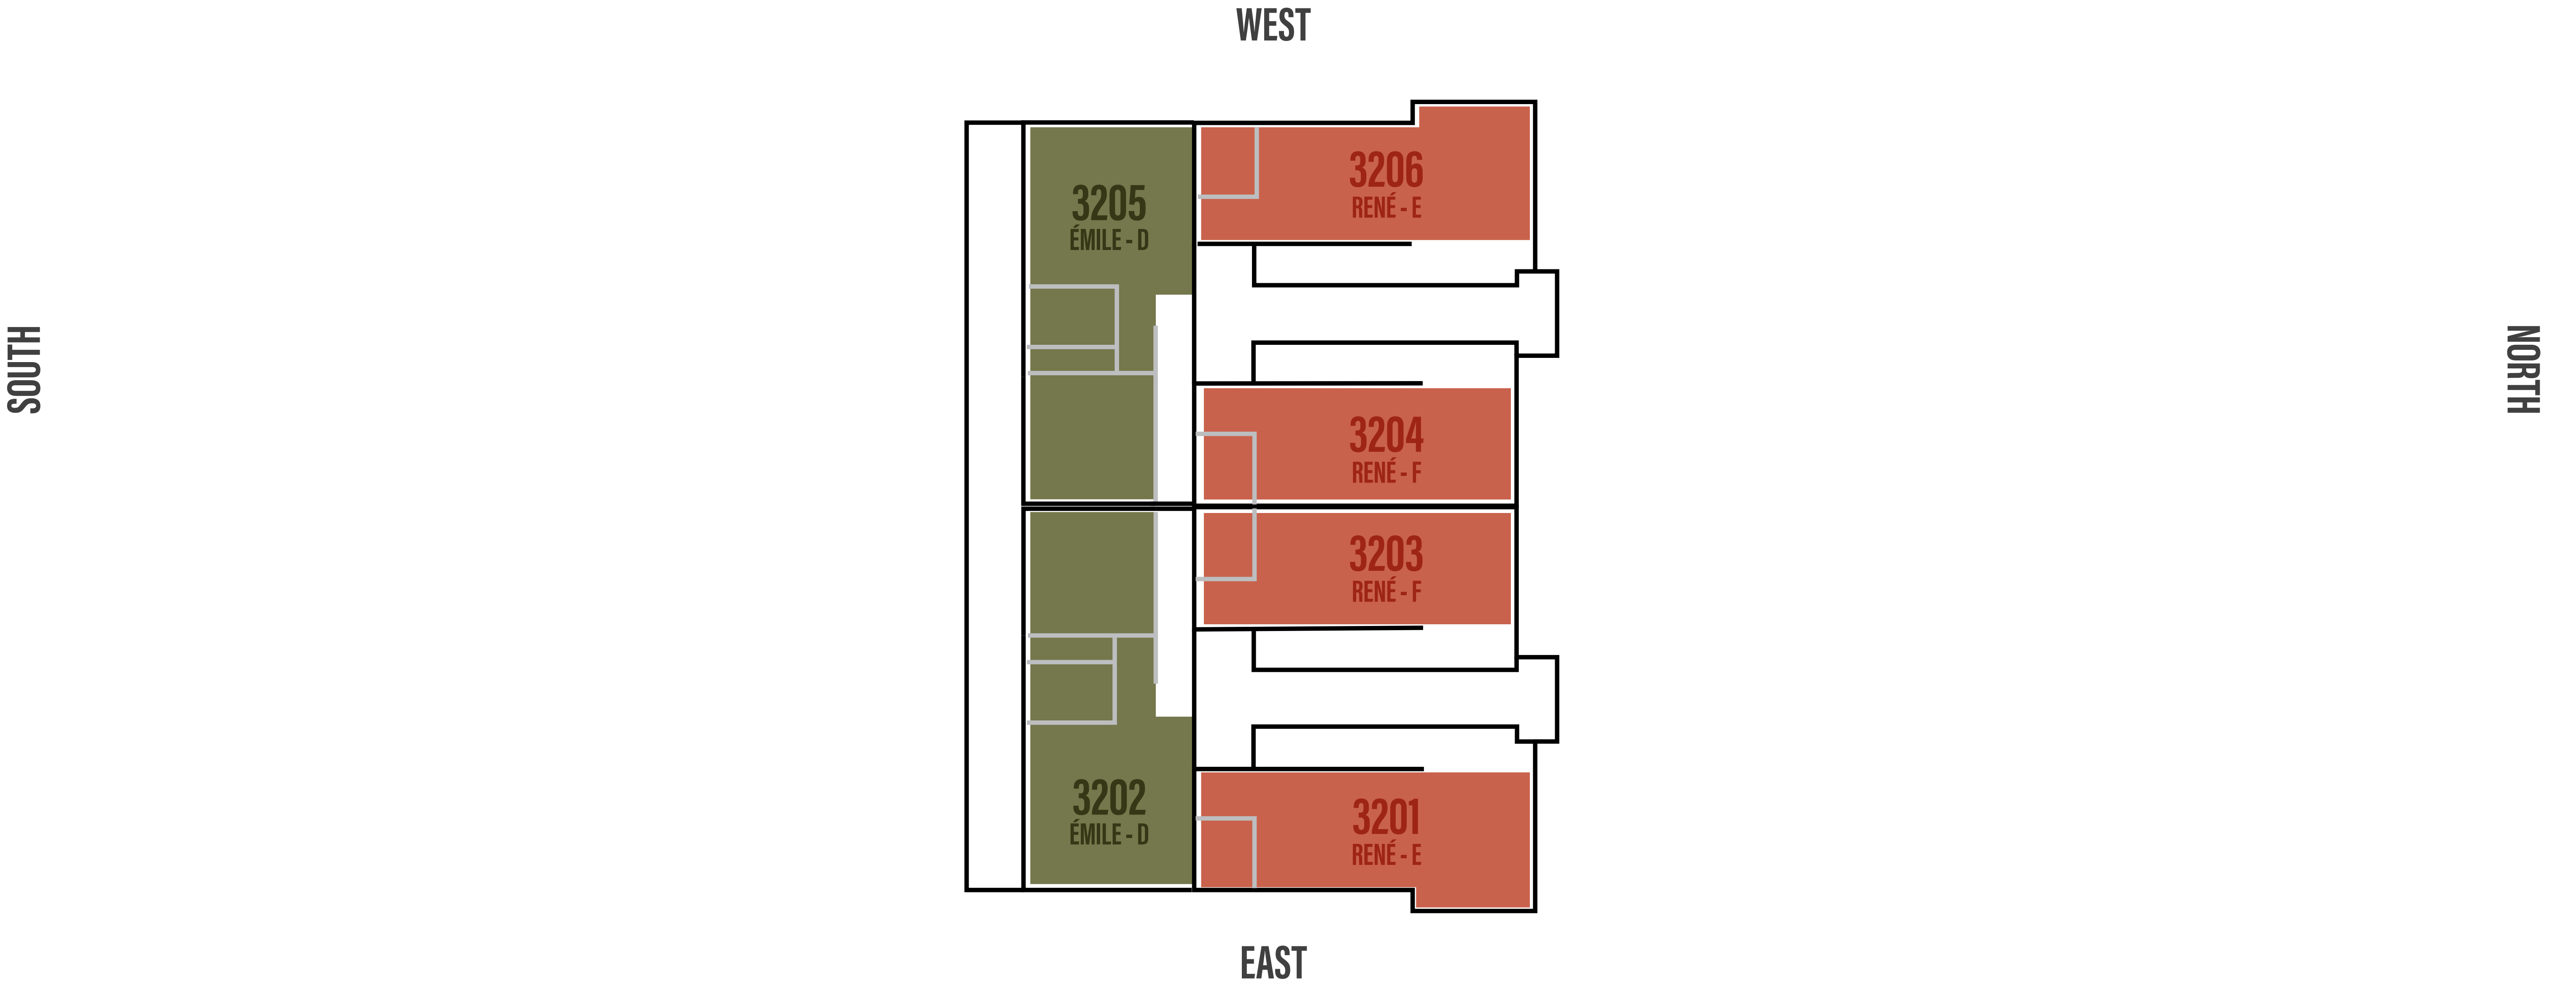 WEST
3206
RENÉ - E
3205
ÉMILE - D
SOUTH
NORTH
3204
RENÉ - F
3203
RENÉ - F
3202
ÉMILE - D
3201
RENÉ - E
EAST